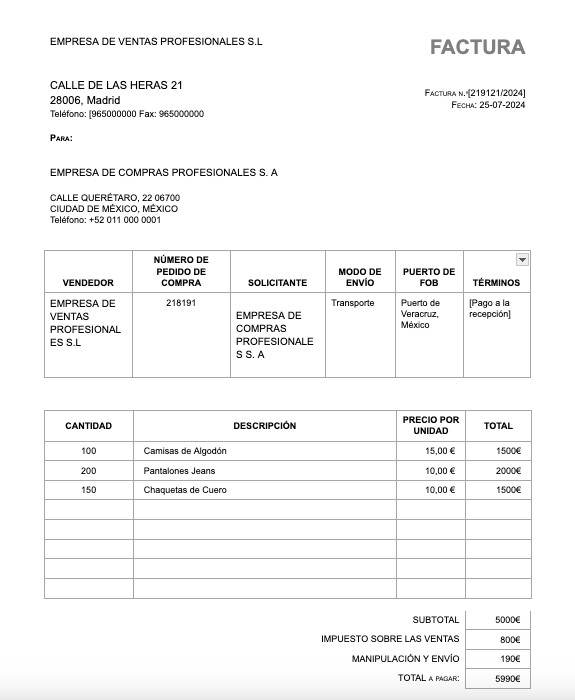 EMPRESA DE VENTAS PROFESIONALES S.L
FACTURA
CALLE DE LAS HERAS 21
28006, Madrid
Teléfono: [965000000 Fax: 965000000
FACTURA N.º[219121/2024]
FECHA: 25-07-2024
PARA:
EMPRESA DE COMPRAS PROFESIONALES S. A
CALLE QUERÉTARO, 22 06700
CIUDAD DE MÉXICO, MÉXICO
Teléfono: +52 011 000 0001
VENDEDOR
NÚMERO DE
PEDIDO DE
COMPRA
SOLICITANTE
MODO DE
ENVÍO
PUERTO DE
FOB
TÉRMINOS
EMPRESA DE
VENTAS
PROFESIONAL
ES S.L
218191
EMPRESA DE
COMPRAS
PROFESIONALE
S S. A
Transporte
Puerto de
Veracruz,
México
[Pago a la
recepción]
CANTIDAD
DESCRIPCIÓN
PRECIO POR
UNIDAD
TOTAL
100 Camisas de Algodón 15,00 € 1500€
200 Pantalones Jeans 10,00 € 2000€
150 Chaquetas de Cuero 10,00 € 1500€
SUBTOTAL 5000€
IMPUESTO SOBRE LAS VENTAS 800€
MANIPULACIÓN Y ENVÍO 190€
TOTAL A PAGAR: 5990€